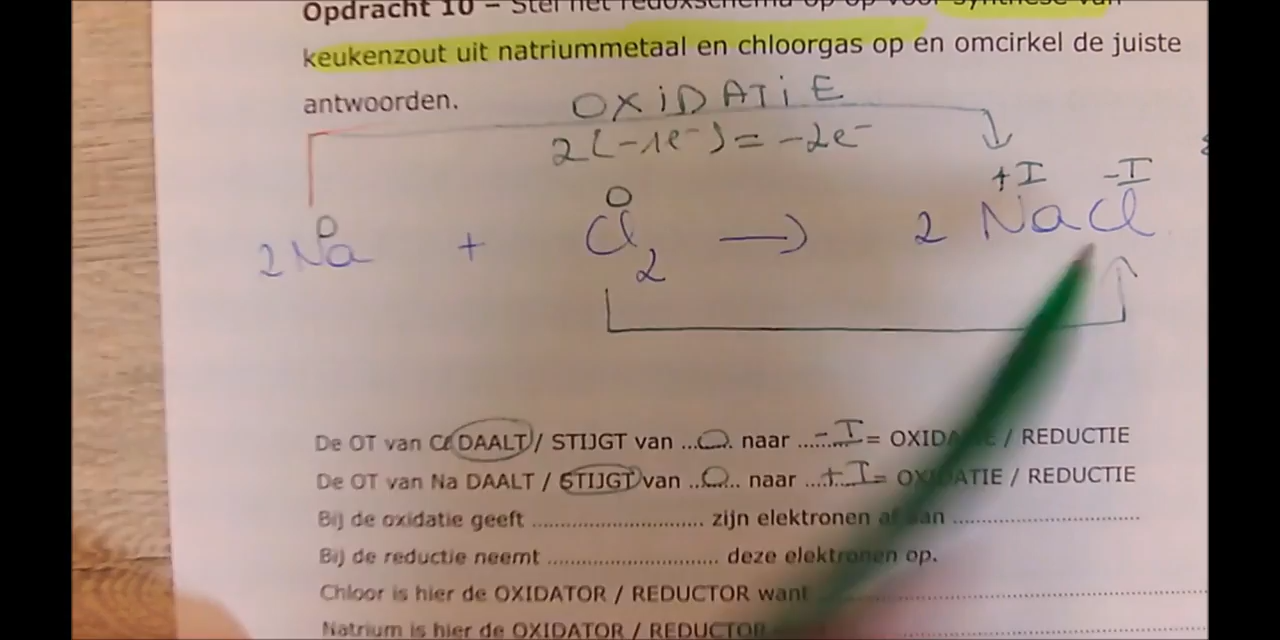 Opdracht 10 – Stel het redoxschema op op voor synthese van
keukenzout uit natriummetaal en chloorgas op en omcirkel de juiste
antwoorden.
OXIDATIE
2(-1e⁻) = -2e⁻
0 0 +I -I
2Na + Cl₂ → 2 NaCl
De OT van Cl DAALT / STIJGT van ...0.. naar .......-I = OXIDATIE / REDUCTIE
De OT van Na DAALT / STIJGT van ..0.... naar ....+I= OXIDATIE / REDUCTIE
Bij de oxidatie geeft ............................ zijn elektronen af aan ..............................
Bij de reductie neemt ............................ deze elektronen op.
Chloor is hier de OXIDATOR / REDUCTOR want ..............................
Natrium is hier de OXIDATOR / REDUCTOR